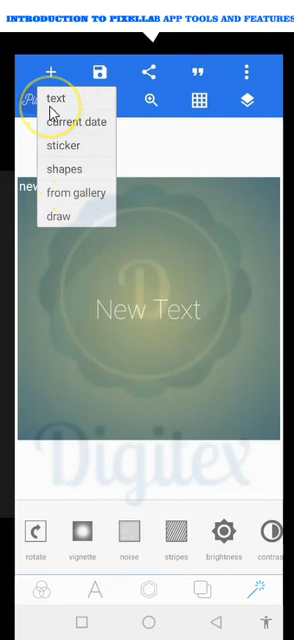 INTRODUCTION TO PIXELLAB APP TOOLS AND FEATURES
text
current date
sticker
shapes
from gallery
draw
new
New Text
Digitex
rotate
vignette
noise
stripes
brightness
contras